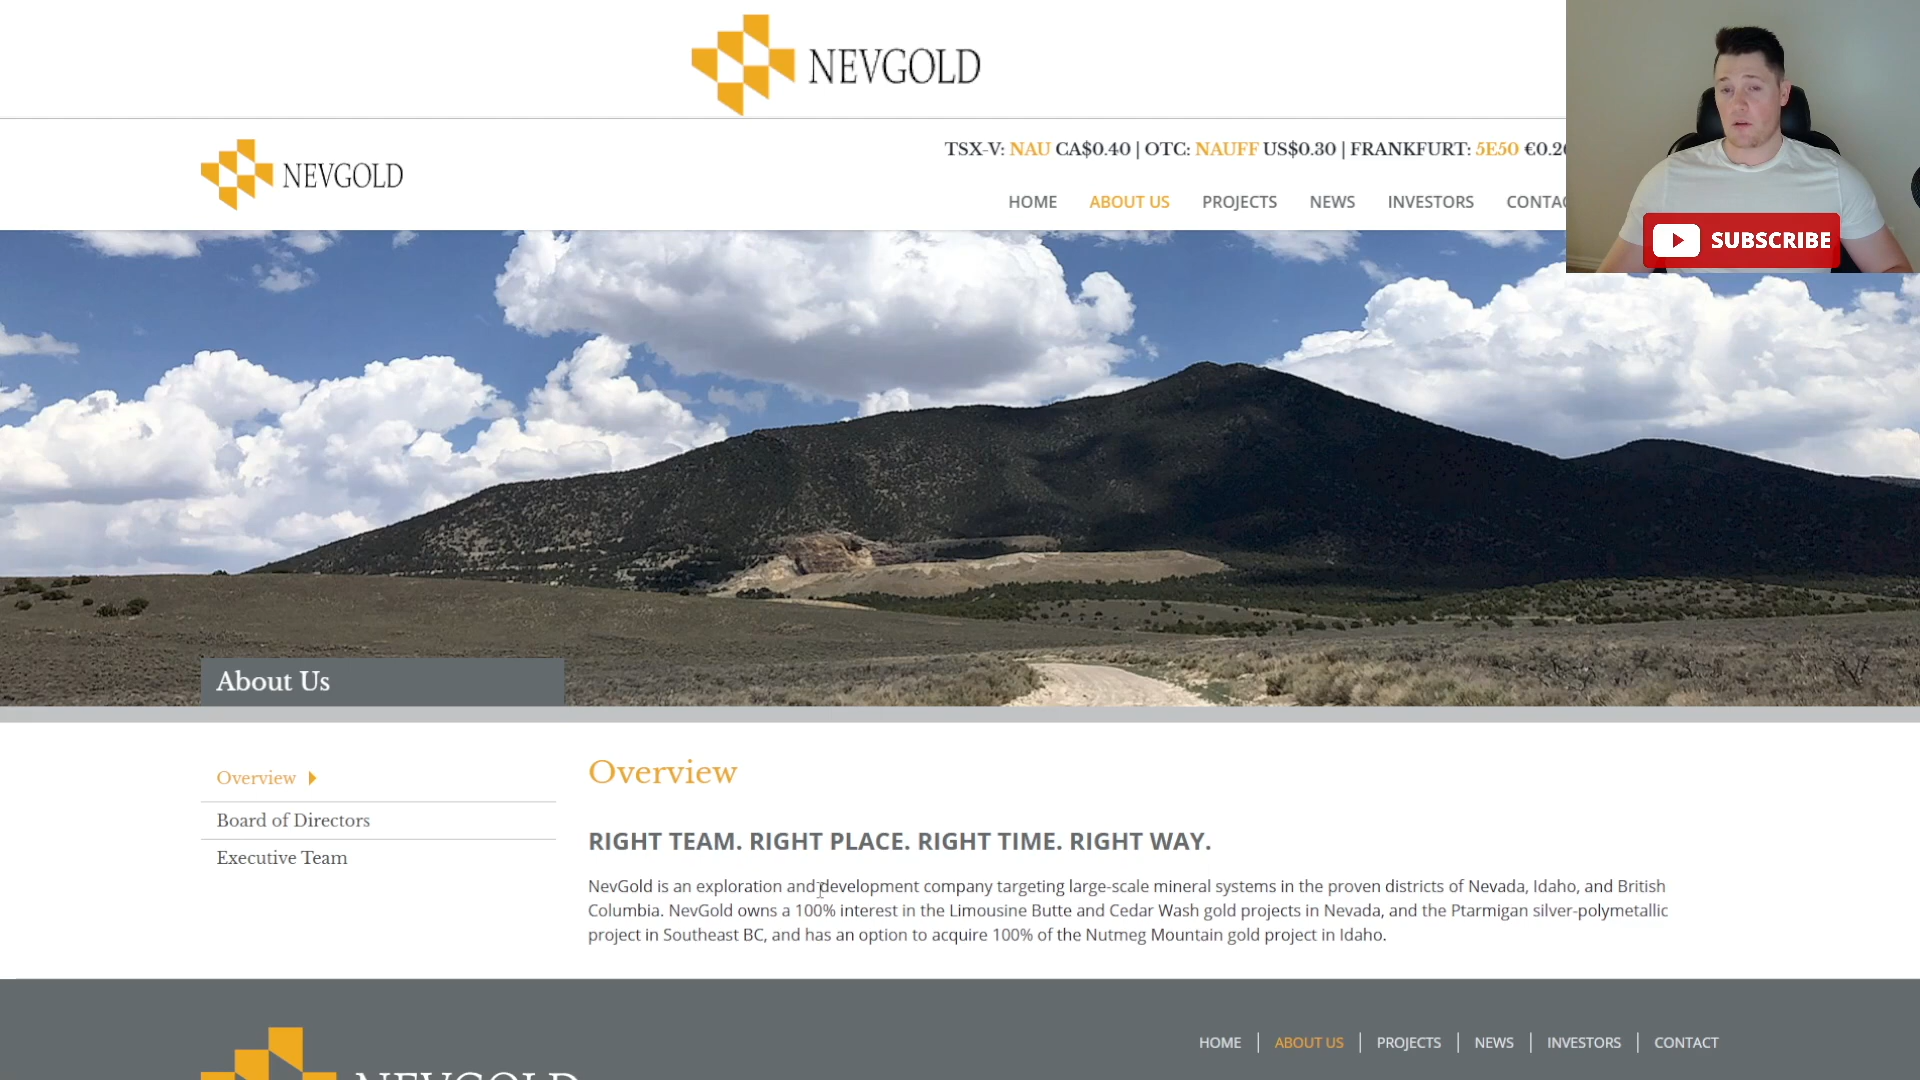 NEVGOLD
TSX-V: NAU CA$0.40 | OTC: NAUFF US$0.30 | FRANKFURT: 5E50
NEVGOLD
HOME ABOUT US PROJECTS NEWS INVESTORS
SUBSCRIBE
About Us
Overview
Board of Directors
Executive Team
Overview
RIGHT TEAM. RIGHT PLACE. RIGHT TIME. RIGHT WAY.
NevGold is an exploration and development company targeting large-scale mineral systems in the proven districts of Nevada, Idaho, and British
Columbia. NevGold owns a 100% interest in the Limousine Butte and Cedar Wash gold projects in Nevada, and the Ptarmigan silver-polymetallic
project in Southeast BC, and has an option to acquire 100% of the Nutmeg Mountain gold project in Idaho.
HOME | ABOUT US | PROJECTS | NEWS | INVESTORS | CONTACT
NEVGOLD